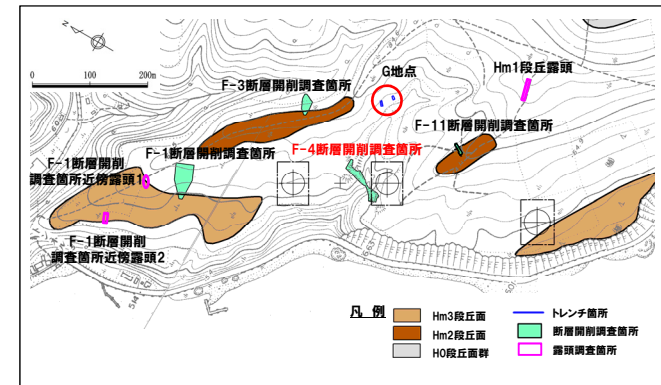 N
0 100 200m
G地点
Hm1段丘露頭
F-3断層開削調査箇所
F-11断層開削調査箇所
F-1断層開削調査箇所
F-4断層開削調査箇所
F-1断層開削
調査箇所近傍露頭1
F-1断層開削
調査箇所近傍露頭2
64.9
514
凡 例
Hm3段丘面
Hm2段丘面
H0段丘面群
トレンチ箇所
断層開削調査箇所
露頭調査箇所